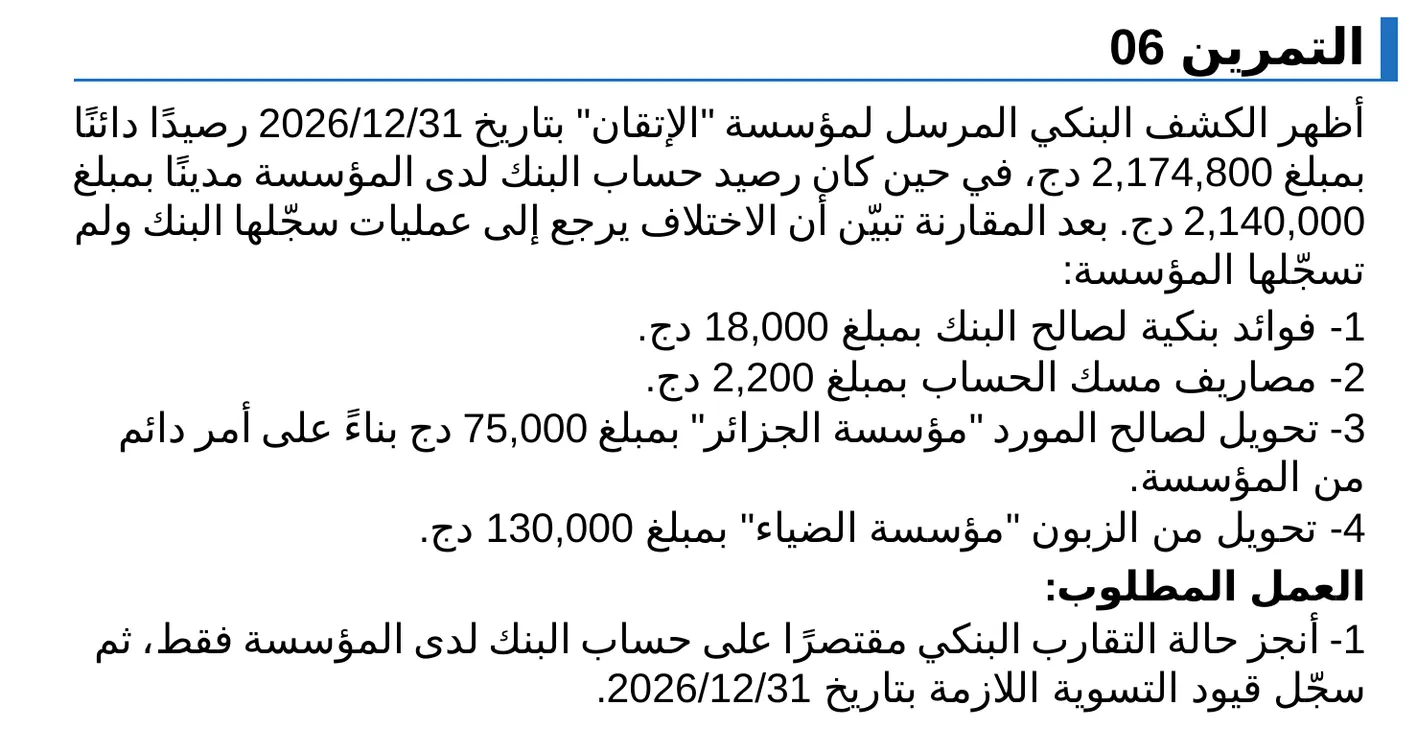 التمرين 06
أظهر الكشف البنكي المرسل لمؤسسة "الإتقان" بتاريخ 2026/12/31 رصيدًا دائنًا
بمبلغ 2,174,800 دج، في حين كان رصيد حساب البنك لدى المؤسسة مدينًا بمبلغ
2,140,000 دج. بعد المقارنة تبيّن أن الاختلاف يرجع إلى عمليات سجّلها البنك ولم
تسجّلها المؤسسة:
1- فوائد بنكية لصالح البنك بمبلغ 18,000 دج.
2- مصاريف مسك الحساب بمبلغ 2,200 دج.
3- تحويل لصالح المورد "مؤسسة الجزائر" بمبلغ 75,000 دج بناءً على أمر دائم
من المؤسسة.
4- تحويل من الزبون "مؤسسة الضياء" بمبلغ 130,000 دج.
العمل المطلوب:
1- أنجز حالة التقارب البنكي مقتصرًا على حساب البنك لدى المؤسسة فقط، ثم
سجّل قيود التسوية اللازمة بتاريخ 2026/12/31.